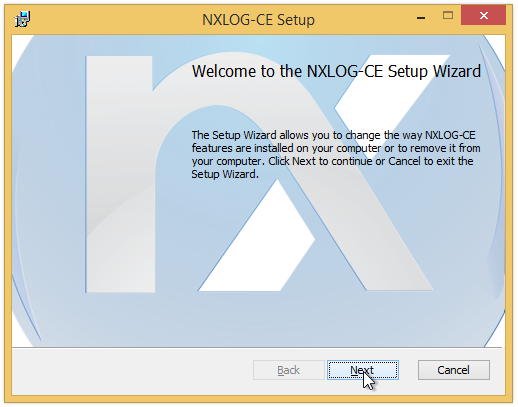 NXLOG-CE Setup
Welcome to the NXLOG-CE Setup Wizard
The Setup Wizard allows you to change the way NXLOG-CE
features are installed on your computer or to remove it from
your computer. Click Next to continue or Cancel to exit the
Setup Wizard.
Back Next Cancel